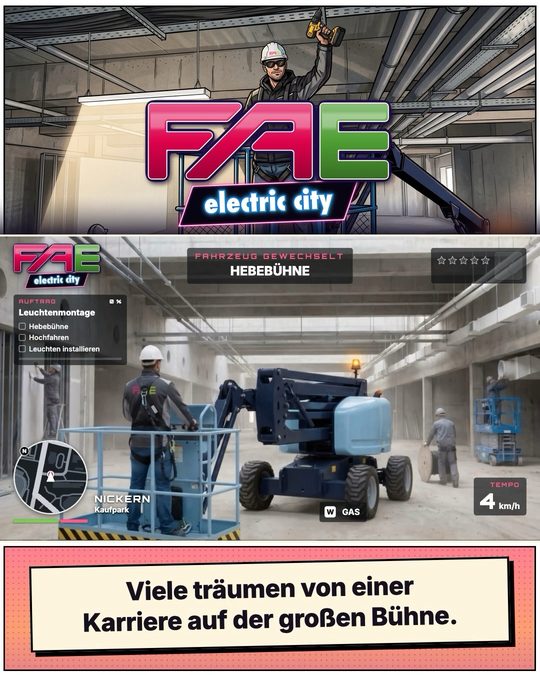 FAE
electric city
FAE
electric city
FAHRZEUG GEWECHSELT
HEBEBÜHNE
AUFTRAG 0 %
Leuchtenmontage
Hebebühne
Hochfahren
Leuchten installieren
FAE
N
NICKERN
Kaufpark
W GAS
TEMPO
4 km/h
Viele träumen von einer
Karriere auf der großen Bühne.